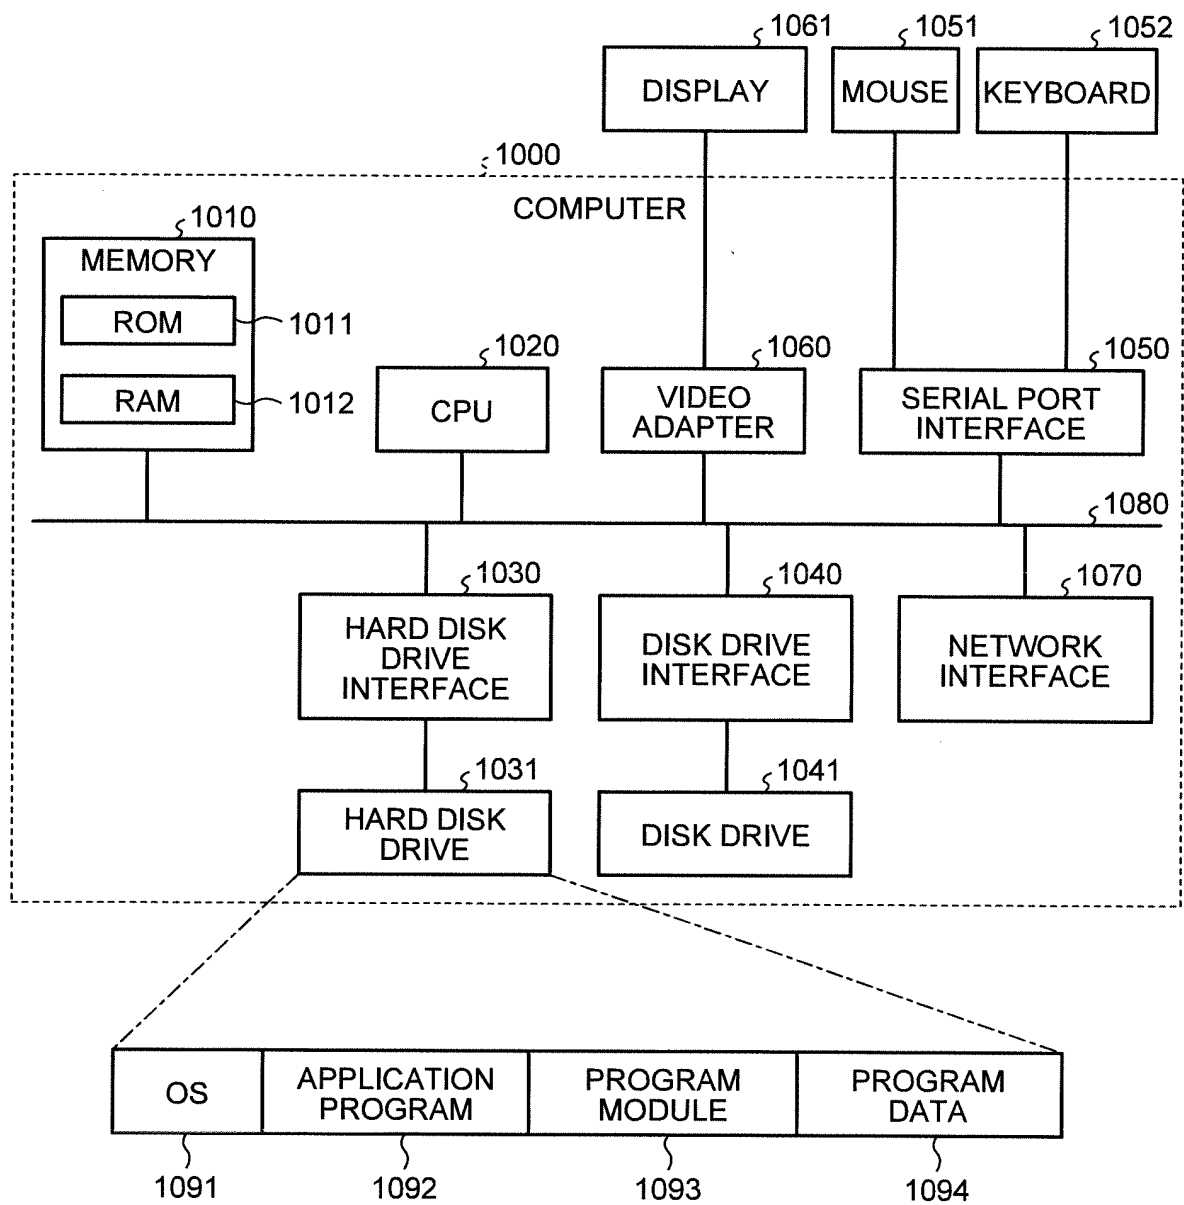 1061
1051
1052
DISPLAY
MOUSE
KEYBOARD
1000
COMPUTER
1010
MEMORY
ROM
1011
RAM
1012
1020
CPU
1060
VIDEO
ADAPTER
1050
SERIAL PORT
INTERFACE
1080
1030
HARD DISK
DRIVE
INTERFACE
1040
DISK DRIVE
INTERFACE
1070
NETWORK
INTERFACE
1031
HARD DISK
DRIVE
1041
DISK DRIVE
OS
APPLICATION
PROGRAM
PROGRAM
MODULE
PROGRAM
DATA
1091
1092
1093
1094